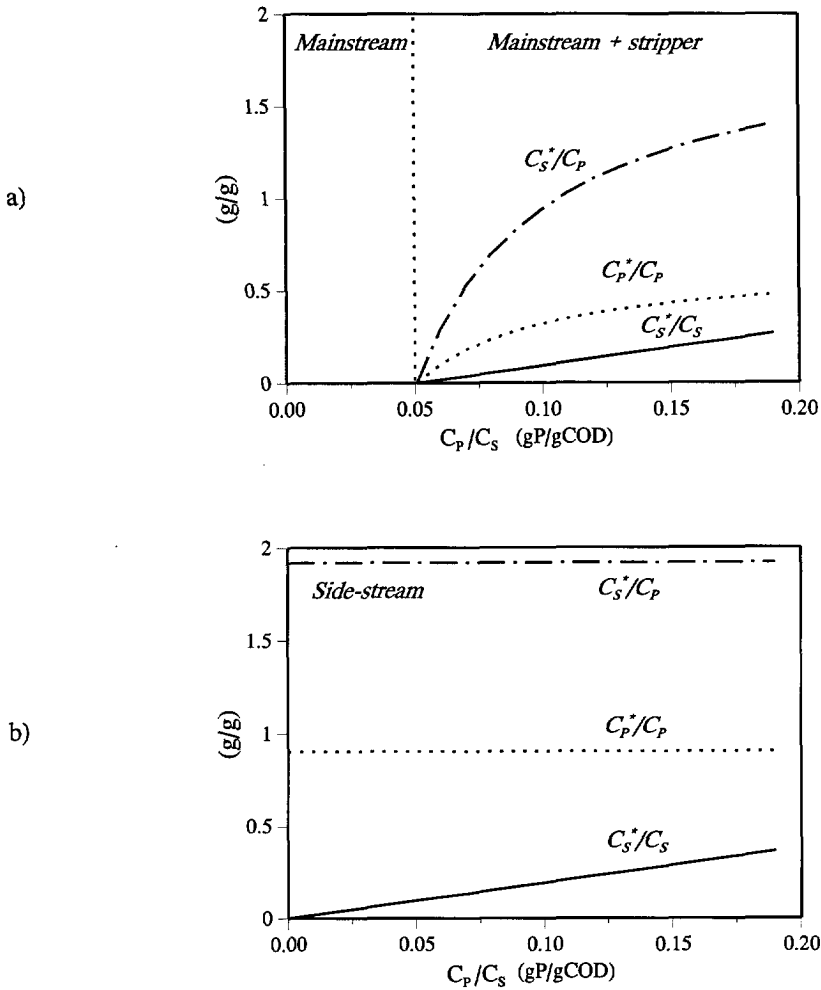 a)
2
Mainstream
Mainstream + stripper
1.5
C_S*/C_P
(g/g)
1
C_P*/C_P
0.5
C_S*/C_S
0
0.00
0.05
0.10
0.15
0.20
C_P/C_S (gP/gCOD)
b)
2
Side-stream
C_S*/C_P
1.5
(g/g)
1
C_P*/C_P
0.5
C_S*/C_S
0
0.00
0.05
0.10
0.15
0.20
C_P/C_S (gP/gCOD)